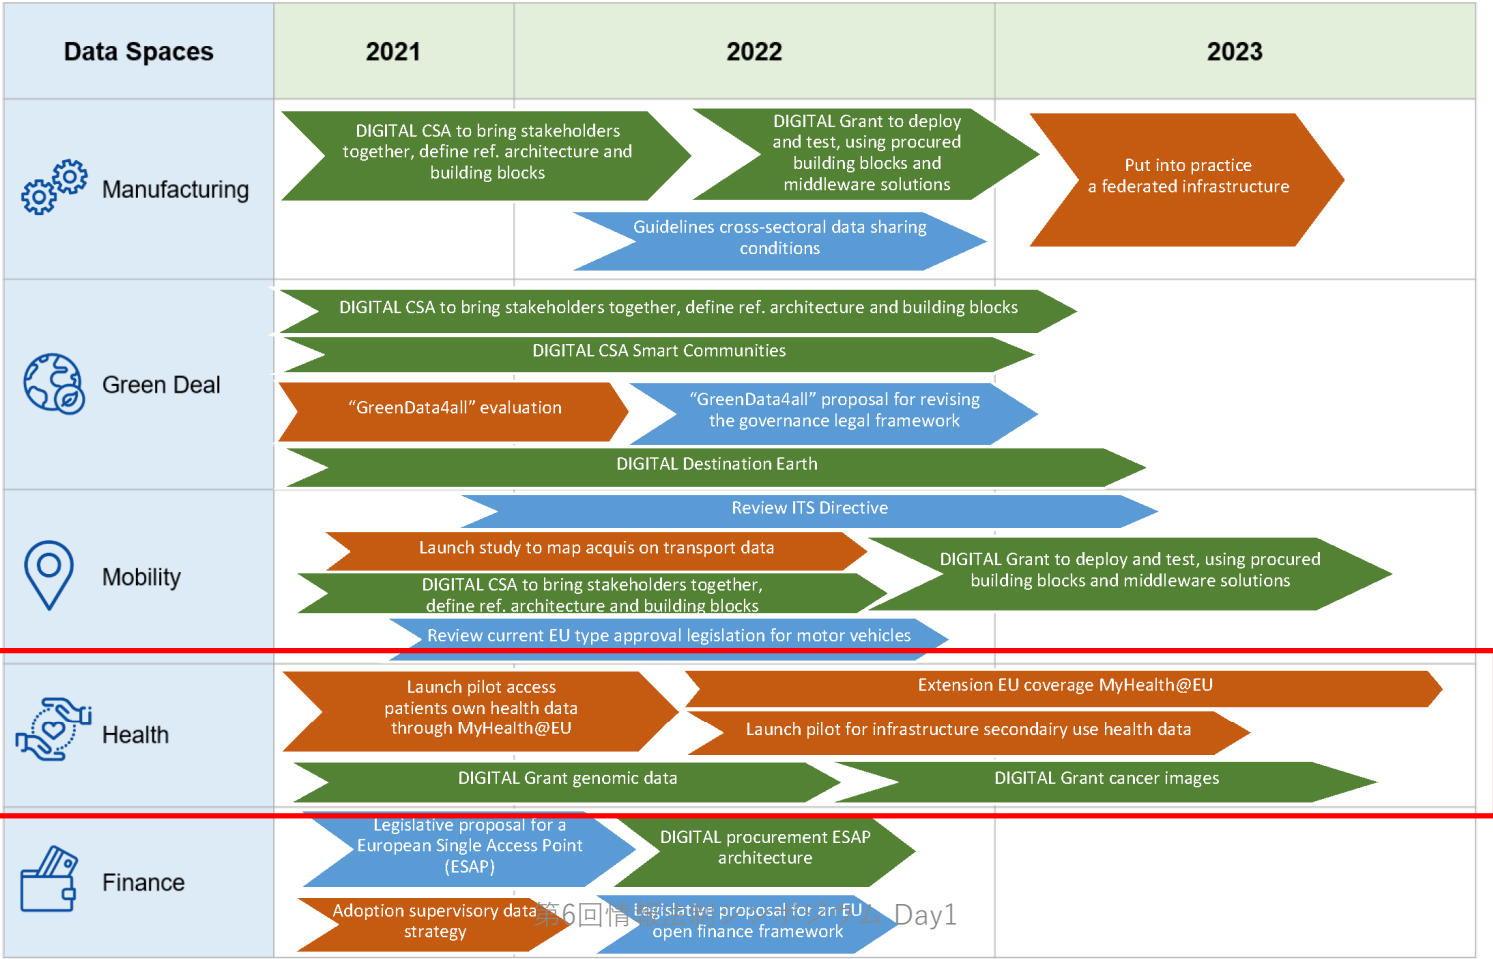 Data Spaces
2021
2022
2023
Manufacturing
DIGITAL CSA to bring stakeholders
together, define ref. architecture and
building blocks
DIGITAL Grant to deploy
and test, using procured
building blocks and
middleware solutions
Put into practice
a federated infrastructure
Guidelines cross-sectoral data sharing
conditions
Green Deal
DIGITAL CSA to bring stakeholders together, define ref. architecture and building blocks
DIGITAL CSA Smart Communities
“GreenData4all” evaluation
“GreenData4all” proposal for revising
the governance legal framework
DIGITAL Destination Earth
Mobility
Review ITS Directive
Launch study to map acquis on transport data
DIGITAL CSA to bring stakeholders together,
define ref. architecture and building blocks
DIGITAL Grant to deploy and test, using procured
building blocks and middleware solutions
Review current EU type approval legislation for motor vehicles
Health
Launch pilot access
patients own health data
through MyHealth@EU
Extension EU coverage MyHealth@EU
Launch pilot for infrastructure secondairy use health data
DIGITAL Grant genomic data
DIGITAL Grant cancer images
Finance
Legislative proposal for a
European Single Access Point
(ESAP)
DIGITAL procurement ESAP
architecture
Adoption supervisory data
strategy
Legislative proposal for an EU
open finance framework
第6回情 Day1